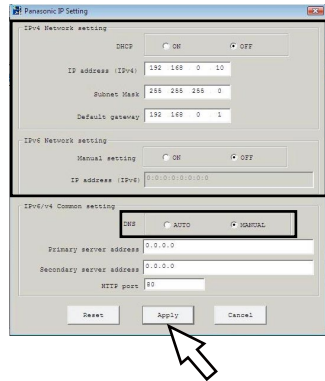 Panasonic IP Setting
IPv4 Network setting
DHCP ON OFF
IP address (IPv4) 192 168 0 10
Subnet Mask 255 255 255 0
Default gateway 192 168 0 1
IPv6 Network setting
Manual setting ON OFF
IP address (IPv6) 0:0:0:0:0:0:0:0
IPv6/v4 Common setting
DNS AUTO MANUAL
Primary server address 0.0.0.0
Secondary server address 0.0.0.0
HTTP port 80
Reset Apply Cancel